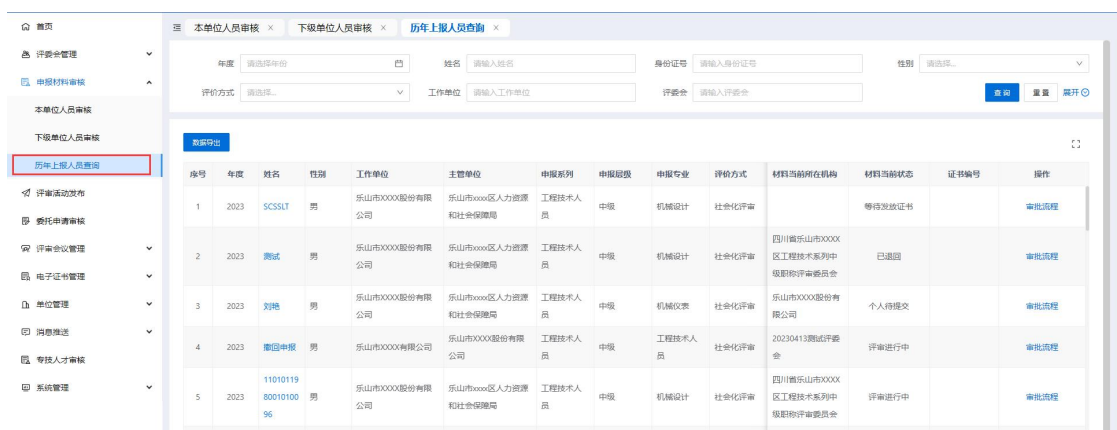 首页
评委会管理
申报材料审核
本单位人员审核
下级单位人员审核
历年上报人员查询
评审活动发布
委托申请审核
评审会议管理
电子证书管理
单位管理
消息推送
专技人才审核
系统管理
本单位人员审核 × 下级单位人员审核 × 历年上报人员查询 ×
年度 请选择年份 姓名 请输入姓名 身份证号 请输入身份证号 性别 请选择...
评价方式 请选择... 工作单位 请输入工作单位 评委会 请输入评委会 查询 重置 展开
数据导出
序号 年度 姓名 性别 工作单位 主管单位 申报系列 申报层级 申报专业 评价方式 材料当前所在机构 材料当前状态 证书编号 操作
1 2023 SCSSLT 男 乐山市XXXX股份有限 乐山市xxxx区人力资源 工程技术人 中级 机械设计 社会化评审 等待发放证书 审批流程
公司 和社会保障局 员
2 2023 测试 男 乐山市XXXX股份有限 乐山市xxxx区人力资源 工程技术人 中级 机械设计 社会化评审 四川省乐山市XXXX 已退回 审批流程
公司 和社会保障局 员 区工程技术系列中
级职称评审委员会
3 2023 刘艳 男 乐山市XXXX股份有限 乐山市xxxx区人力资源 工程技术人 中级 机械仪表 社会化评审 乐山市XXXX股份有 个人待提交 审批流程
公司 和社会保障局 员 限公司
4 2023 撤回申报 男 乐山市XXXX有限公司 乐山市XXXX股份有限 工程技术人 中级 工程技术人 社会化评审 20230413测试评委 评审进行中 审批流程
公司 员 员 会
5 2023 11010119 男 乐山市XXXX股份有限 乐山市xxxx区人力资源 工程技术人 中级 机械设计 社会化评审 四川省乐山市XXXX 评审进行中 审批流程
80010100 公司 和社会保障局 员 区工程技术系列中
96 级职称评审委员会